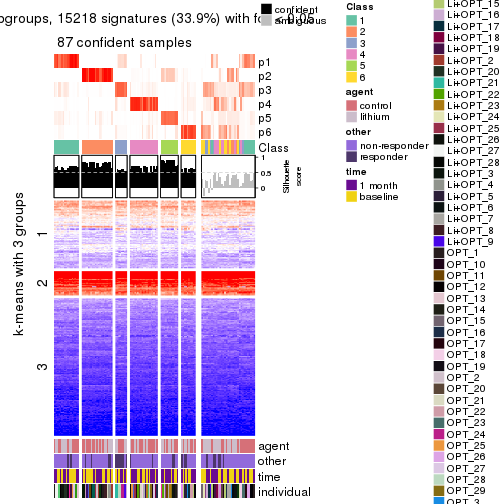 ogroups, 15218 signatures (33.9%) with fd
confident
ambiguous
87 confident samples
p1
p2
p3
p4
p5
p6
Class
1
0.5
0
Silhouette
score
k-means with 3 groups
1
2
3
agent
other
time
individual
Class
1
2
3
4
5
6
agent
control
lithium
other
non-responder
responder
time
1 month
baseline
Li+OPT_15
Li+OPT_16
Li+OPT_17
Li+OPT_18
Li+OPT_19
Li+OPT_2
Li+OPT_20
Li+OPT_21
Li+OPT_22
Li+OPT_23
Li+OPT_24
Li+OPT_25
Li+OPT_26
Li+OPT_27
Li+OPT_28
Li+OPT_3
Li+OPT_4
Li+OPT_5
Li+OPT_6
Li+OPT_7
Li+OPT_8
Li+OPT_9
OPT_1
OPT_10
OPT_11
OPT_12
OPT_13
OPT_14
OPT_15
OPT_16
OPT_17
OPT_18
OPT_19
OPT_2
OPT_20
OPT_21
OPT_22
OPT_23
OPT_24
OPT_25
OPT_26
OPT_27
OPT_28
OPT_29